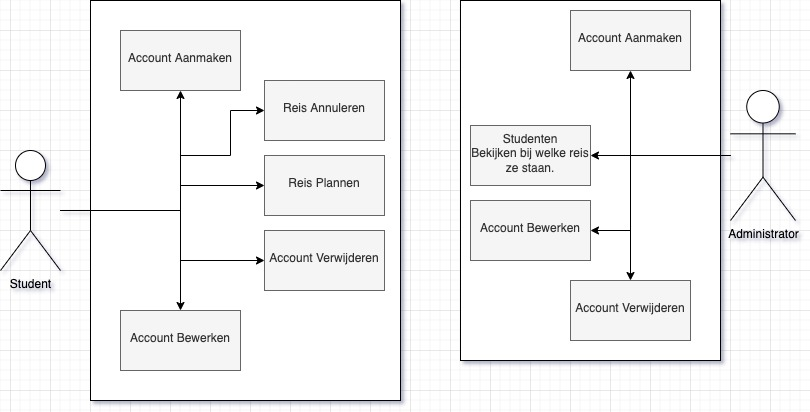 Account Aanmaken
Reis Annuleren
Reis Plannen
Account Verwijderen
Account Bewerken
Student
Account Aanmaken
Studenten
Bekijken bij welke reis
ze staan.
Account Bewerken
Account Verwijderen
Administrator